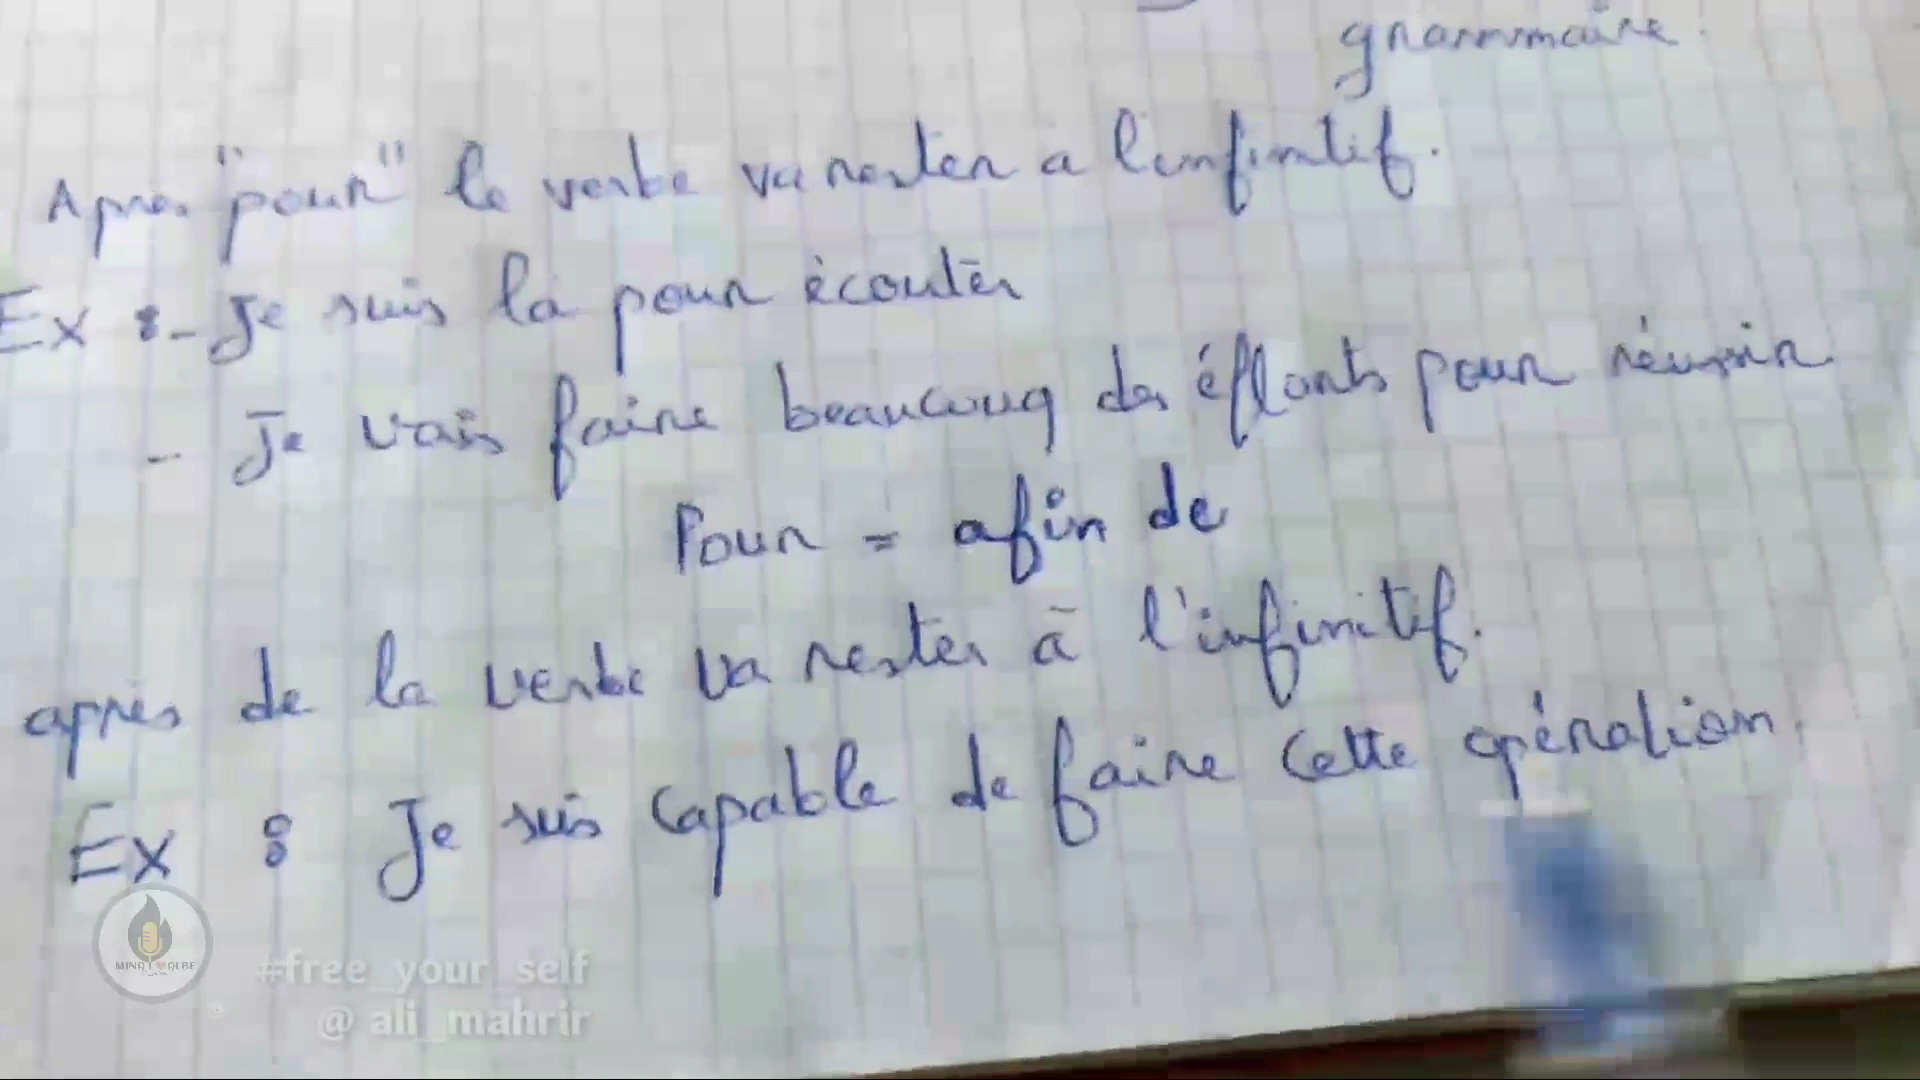 grammaire.
Après "pour" le verbe va rester a l'infinitif.
Ex :- Je suis là pour écouter
- Je vais faire beaucoup des éfforts pour réussir
Pour = afin de
après de le verbe va rester à l'infinitif.
Ex : Je suis capable de faire cette opération.
#free_your_self
@ ali_mahrir